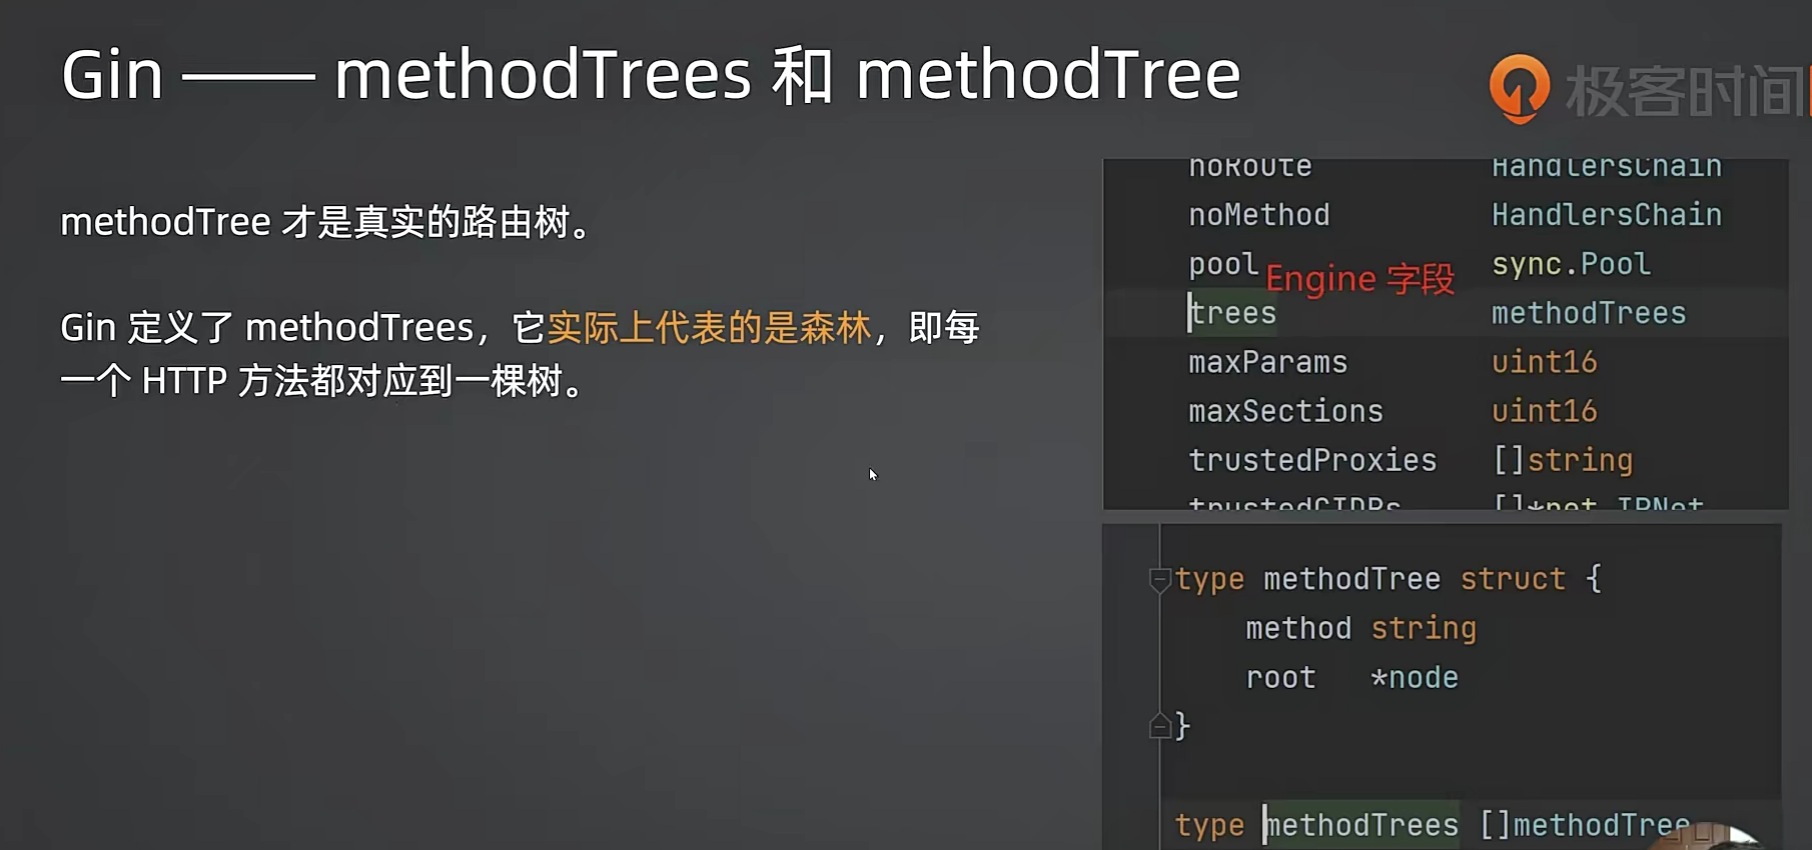 Gin —— methodTrees 和 methodTree
极客时间
methodTree 才是真实的路由树。
Gin 定义了 methodTrees，它实际上代表的是森林，即每
一个 HTTP 方法都对应到一棵树。
noRoute HandlersChain
noMethod HandlersChain
pool sync.Pool
Engine 字段
trees methodTrees
maxParams uint16
maxSections uint16
trustedProxies []string
trustedCIDRs []*net.IPNet
type methodTree struct {
method string
root *node
}
type methodTrees []methodTree